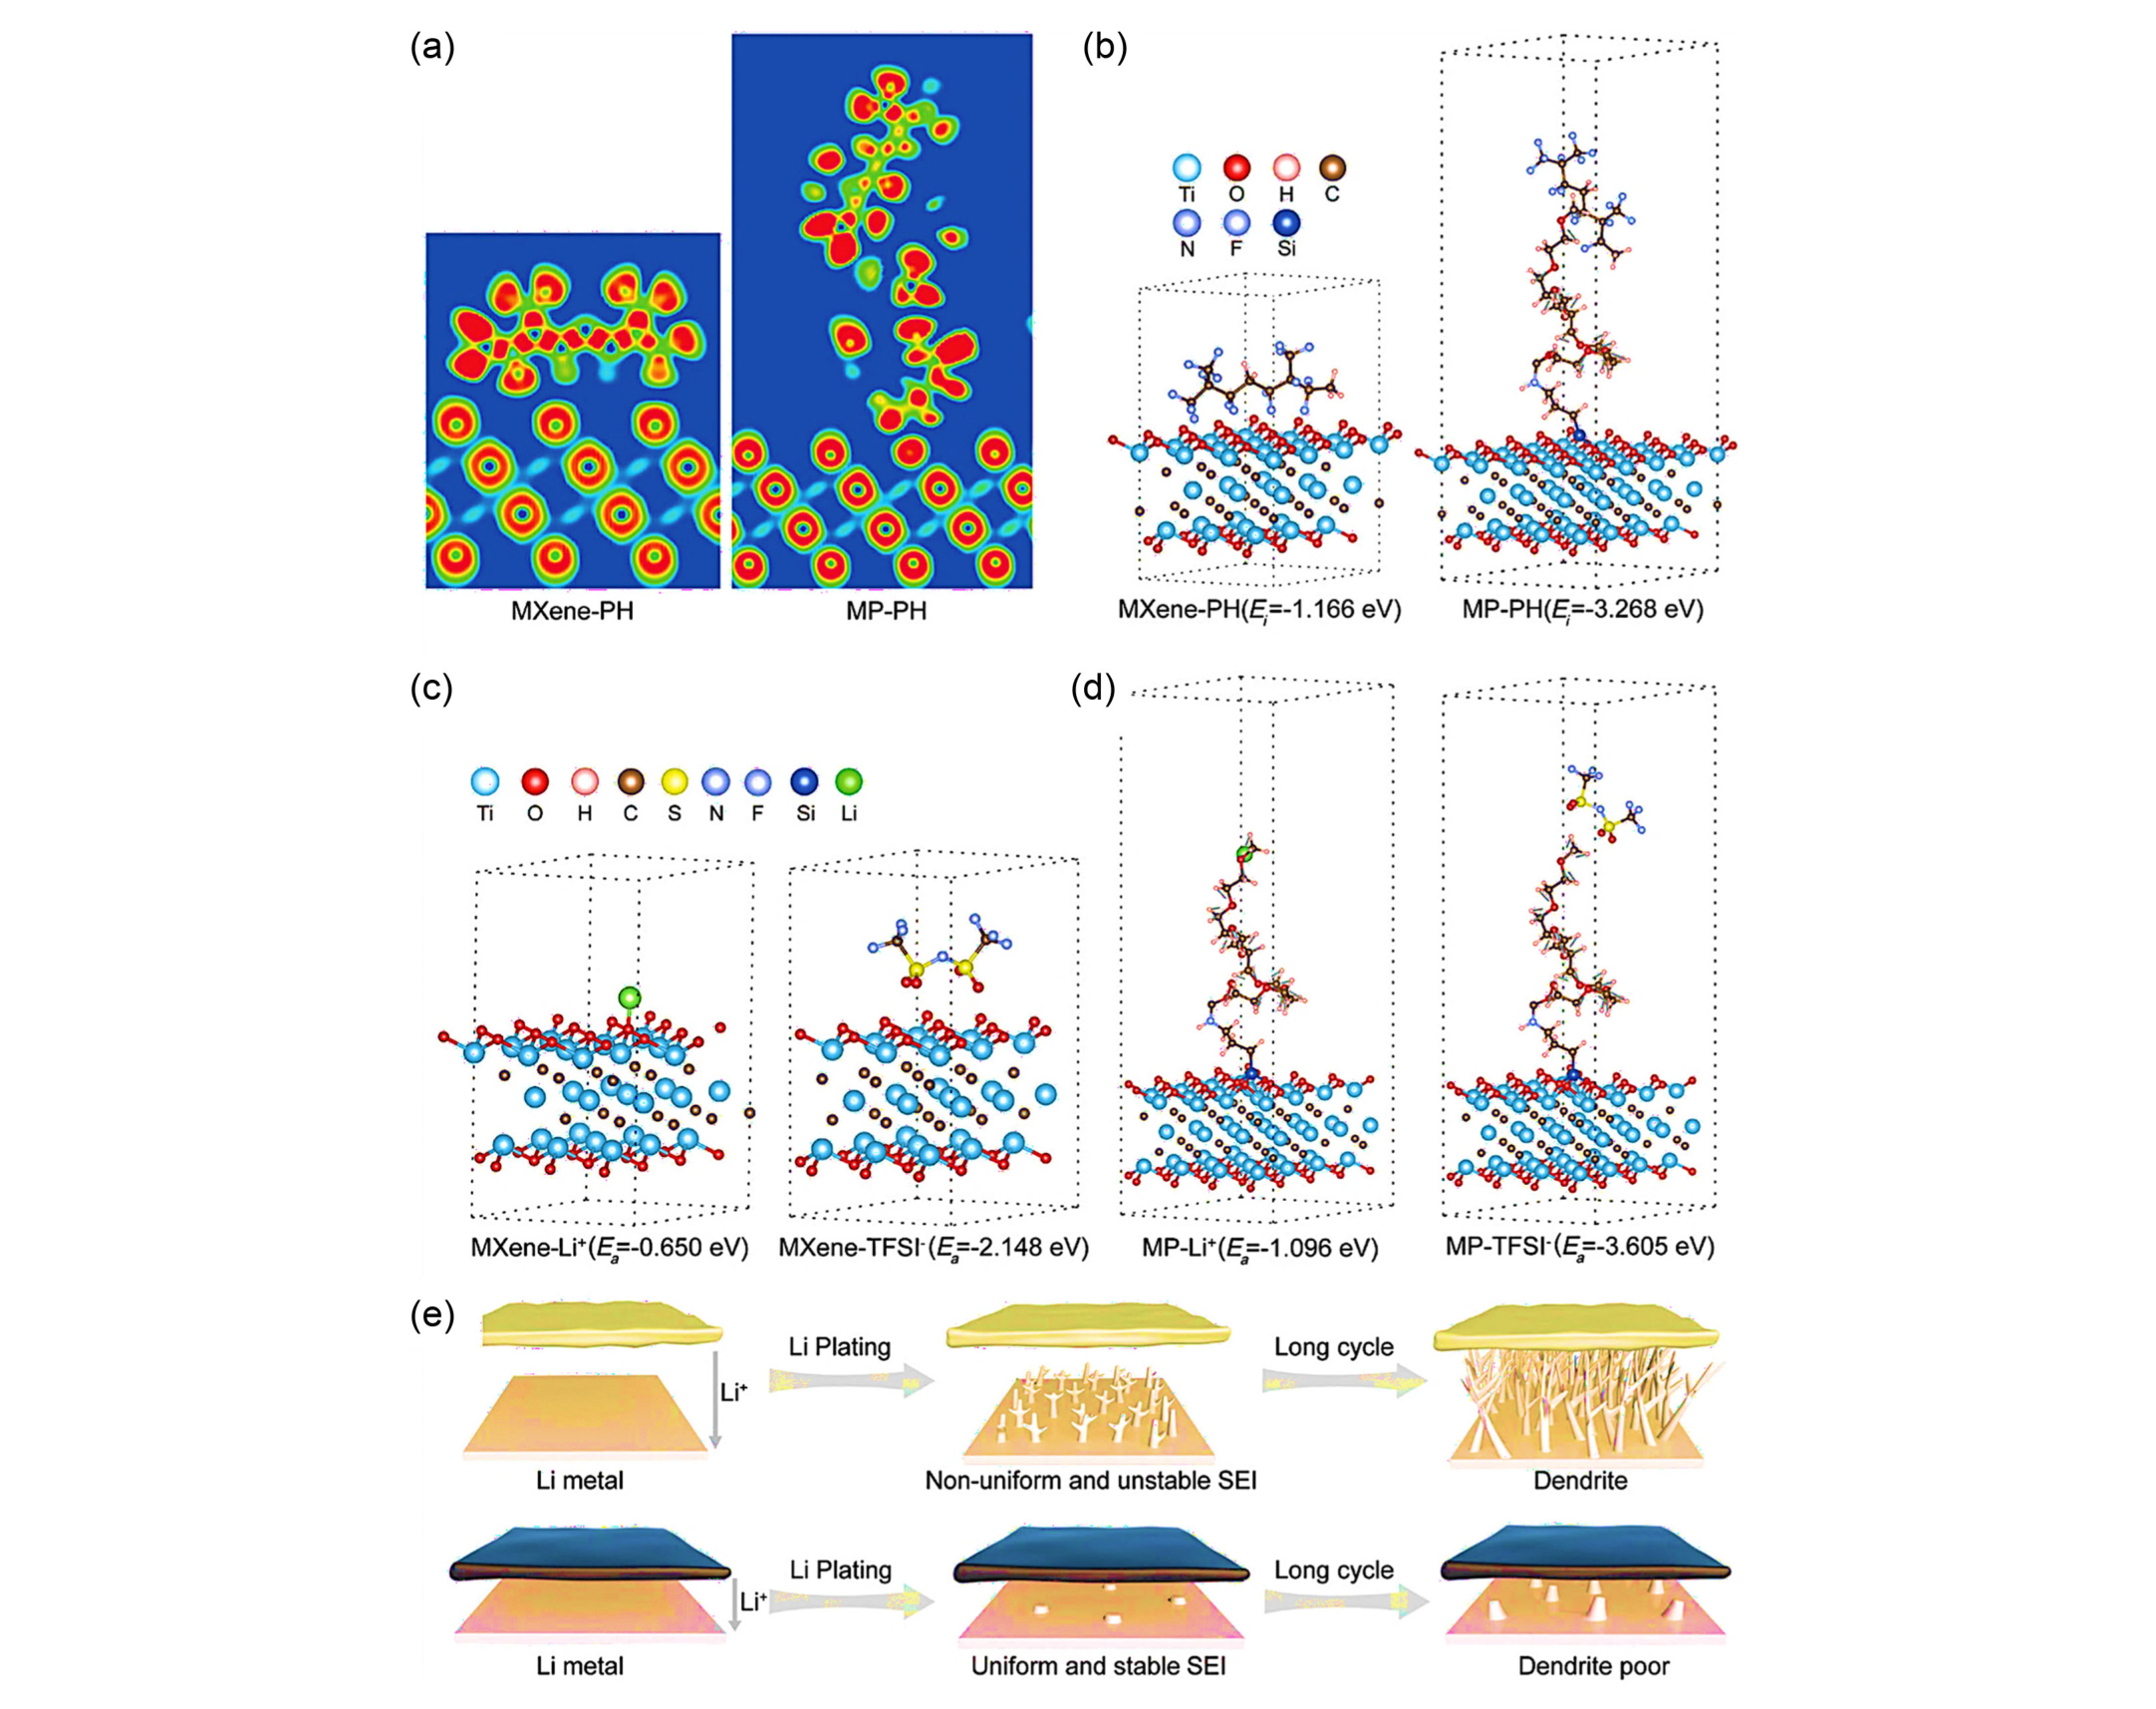 (a)
MXene-PH
MP-PH
(b)
Ti O H C
N F Si
MXene-PH(Ei=-1.166 eV)
MP-PH(Ei=-3.268 eV)
(c)
Ti O H C S N F Si Li
MXene-Li⁺(Ea=-0.650 eV)
MXene-TFSI⁻(Ea=-2.148 eV)
(d)
MP-Li⁺(Ea=-1.096 eV)
MP-TFSI⁻(Ea=-3.605 eV)
(e)
Li⁺
Li Plating
Long cycle
Li metal
Non-uniform and unstable SEI
Dendrite
Li⁺
Li Plating
Long cycle
Li metal
Uniform and stable SEI
Dendrite poor